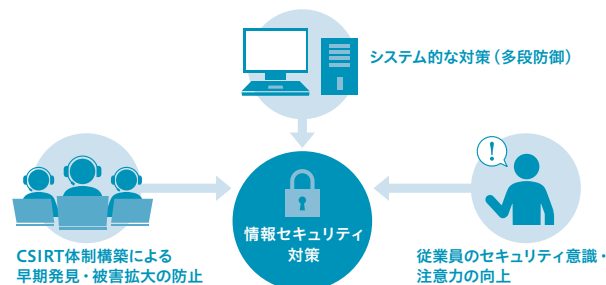 システム的な対策（多段防御）
!
情報セキュリティ
対策
CSIRT体制構築による
早期発見・被害拡大の防止
従業員のセキュリティ意識・
注意力の向上